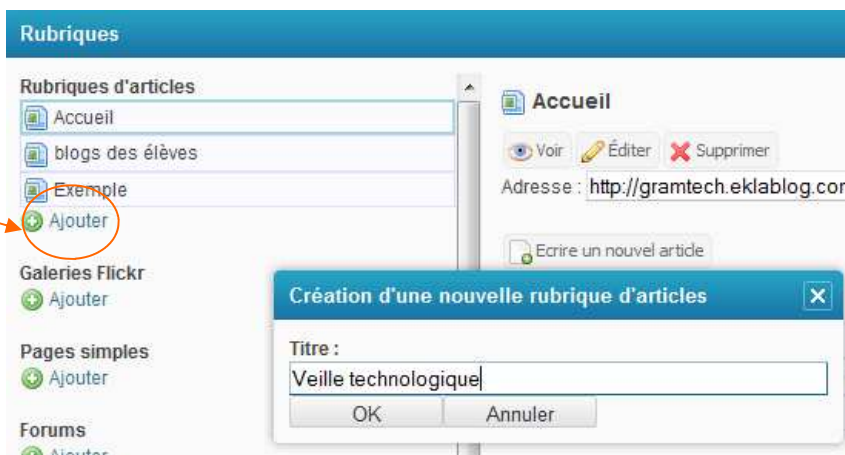 Rubriques
Rubriques d'articles
Accueil
blogs des élèves
Exemple
Ajouter
Galeries Flickr
Ajouter
Pages simples
Ajouter
Forums
Ajouter
Accueil
Voir Éditer Supprimer
Adresse : http://gramtech.eklablog.cor
Ecrire un nouvel article
Création d'une nouvelle rubrique d'articles
Titre :
Veille technologique
OK Annuler